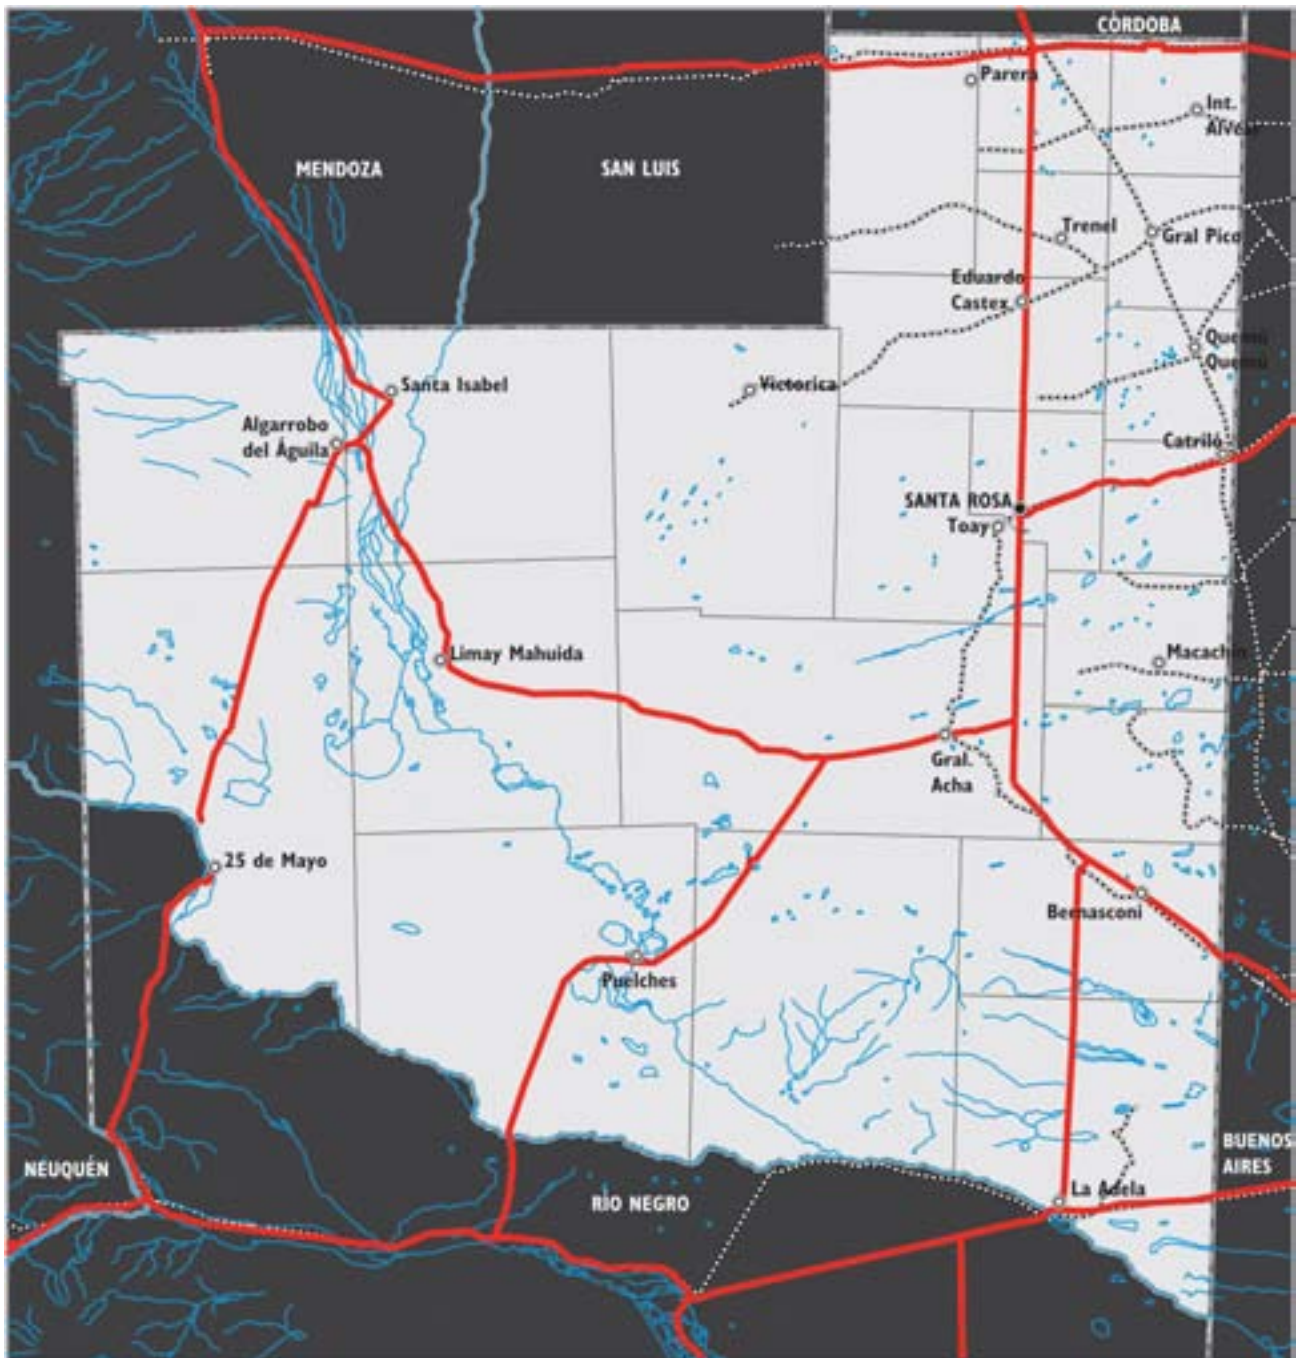 CÓRDOBA
Parera
Int.
Alvear
MENDOZA
SAN LUIS
Trenel
Gral Pico
Eduardo
Castex
Quemú
Quemú
Santa Isabel
Victorica
Algarrobo
del Águila
Catriló
SANTA ROSA
Toay
Limay Mahuida
Macachín
Gral.
Acha
25 de Mayo
Bernasconi
Puelches
NEUQUÉN
RÍO NEGRO
La Adela
BUENOS
AIRES